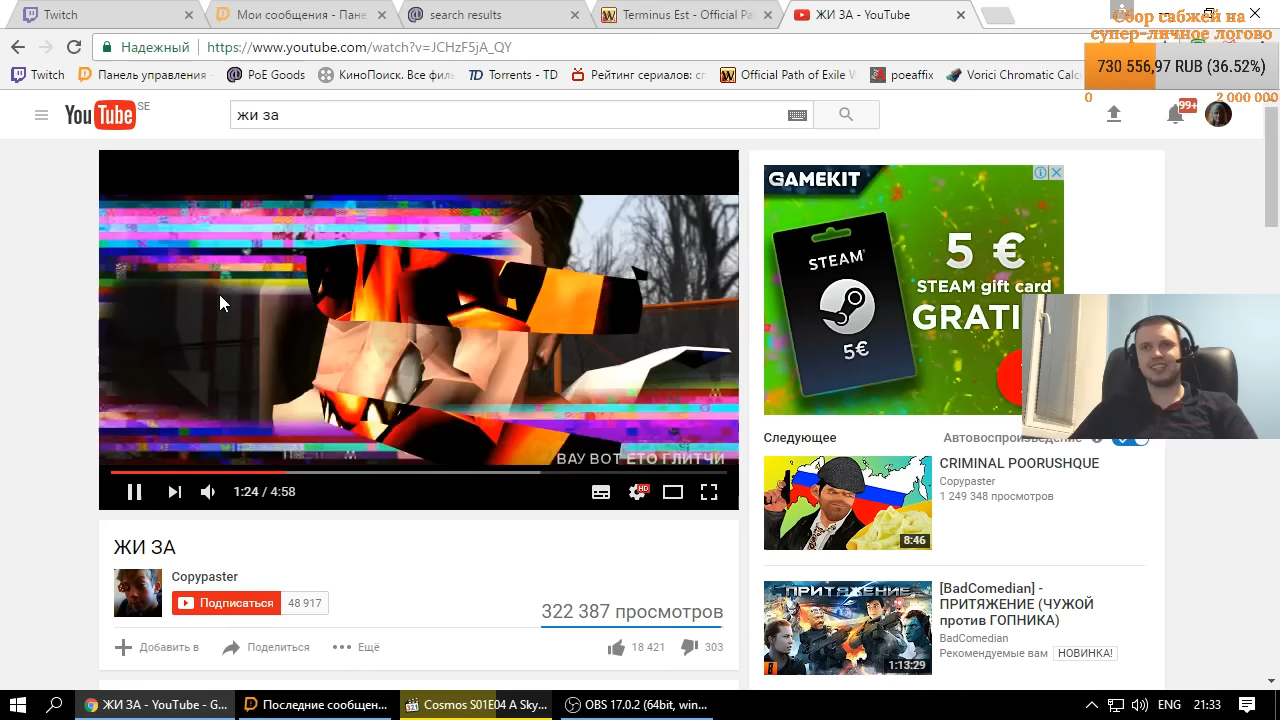 Twitch
Мои сообщения - Пане
search results
Terminus Est - Official Pa
ЖИ ЗА - YouTube
Сбор сабжей на
супер-личное логово
Надежный
https://www.youtube.com/watch?v=JCHzF5jA_QY
730 556,97 RUB (36.52%)
0
2 000 000
Twitch
Панель управления
PoE Goods
КиноПоиск. Все фил
Torrents - TD
Рейтинг сериалов: сп
Official Path of Exile W
poeaffix
Vorici Chromatic Calc
YouTube SE
жи за
99+
ВАУ ВОТ ЕТО ГЛИТЧИ
1:24 / 4:58
HD
ЖИ ЗА
Copypaster
Подписаться
48 917
322 387 просмотров
Добавить в
Поделиться
Ещё
18 421
303
GAMEKIT
STEAM
5€
5 €
STEAM gift card
GRATI
Следующее
Автовоспроизведение
CRIMINAL POORUSHQUE
Copypaster
1 249 348 просмотров
8:46
ПРИТЯЖЕНИЕ
1:13:29
[BadComedian] -
ПРИТЯЖЕНИЕ (ЧУЖОЙ
против ГОПНИКА)
BadComedian
Рекомендуемые вам
НОВИНКА!
ЖИ ЗА - YouTube - G...
Последние сообщен...
Cosmos S01E04 A Sky...
OBS 17.0.2 (64bit, win...
ENG
21:33